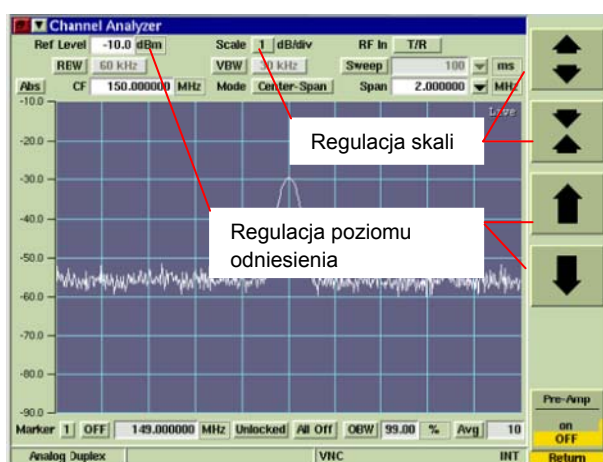 Channel Analyzer
Ref Level -10.0 dBm Scale 1 dB/div RF In T/R
RBW 60 kHz VBW 30 kHz Sweep 100 ms
Abs CF 150.000000 MHz Mode Center-Span Span 2.000000 MHz
-10.0
Live
-20.0
Regulacja skali
-30.0
-40.0
Regulacja poziomu
odniesienia
-50.0
-60.0
-70.0
-80.0
-90.0
Pre-Amp
on
OFF
Marker 1 OFF 149.000000 MHz Unlocked All Off OBW 99.00 % Avg 10
Analog Duplex VNC INT Return